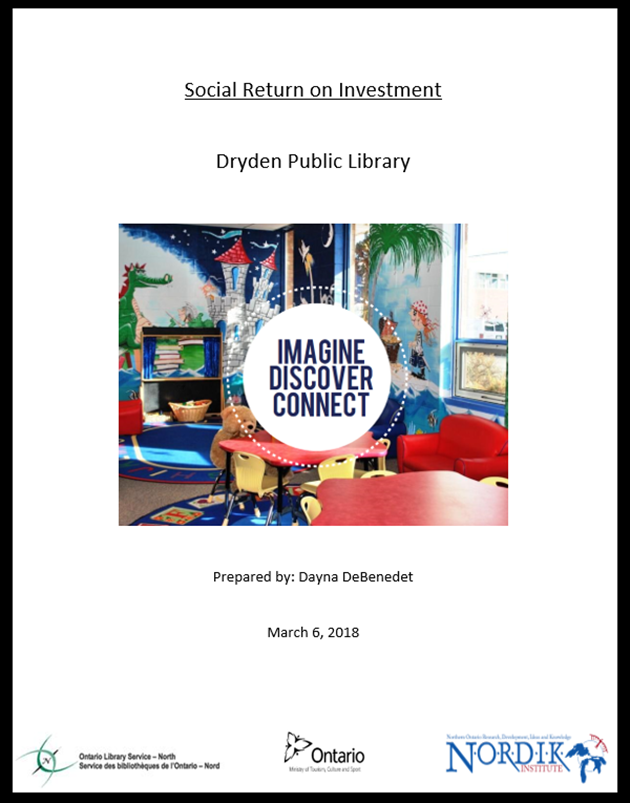 Social Return on Investment
Dryden Public Library
IMAGINE
DISCOVER
CONNECT
Prepared by: Dayna DeBenedet
March 6, 2018
Ontario Library Service – North
Service des bibliothèques de l'Ontario – Nord
Ontario
Ministry of Tourism, Culture and Sport
Northern Ontario Research, Development, Ideas and Knowledge
NORDIK
INSTITUTE